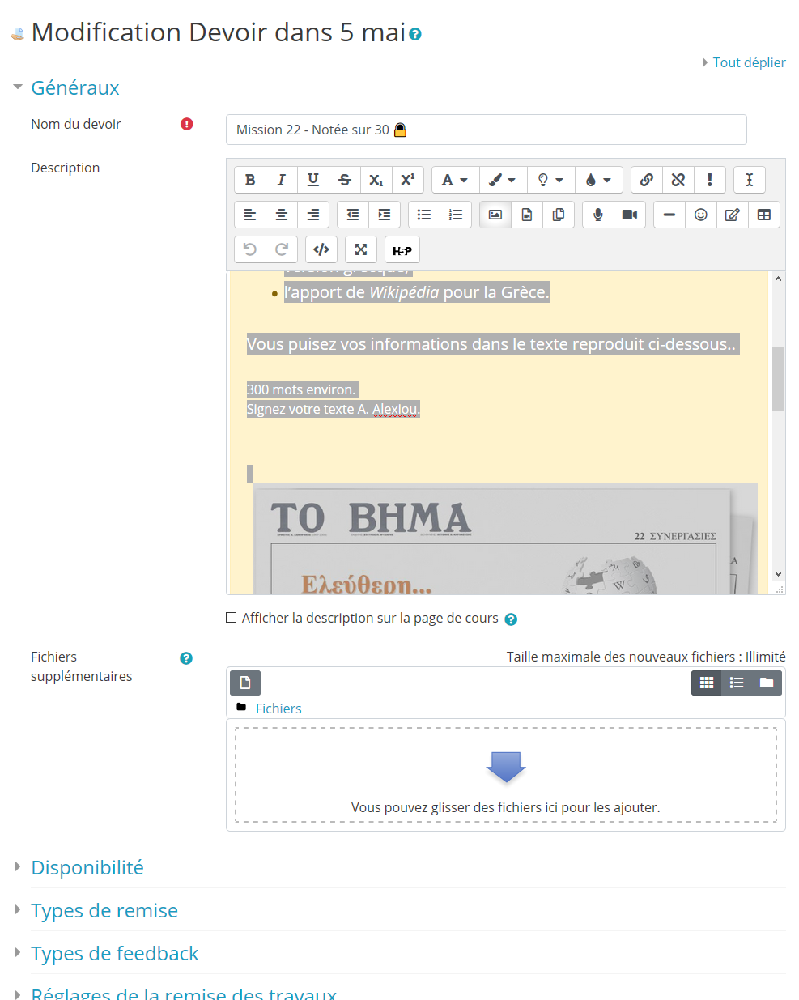 Modification Devoir dans 5 mai
Tout déplier
Généraux
Nom du devoir
Mission 22 - Notée sur 30
Description
l'apport de Wikipédia pour la Grèce.
Vous puisez vos informations dans le texte reproduit ci-dessous..
300 mots environ.
Signez votre texte A. Alexiou.
ΤΟ ΒΗΜΑ
22 ΣΥΝΕΡΓΑΣΙΕΣ
Ελεύθερη...
Afficher la description sur la page de cours
Fichiers supplémentaires
Taille maximale des nouveaux fichiers : Illimité
Fichiers
Vous pouvez glisser des fichiers ici pour les ajouter.
Disponibilité
Types de remise
Types de feedback
Réglages de la remise des travaux